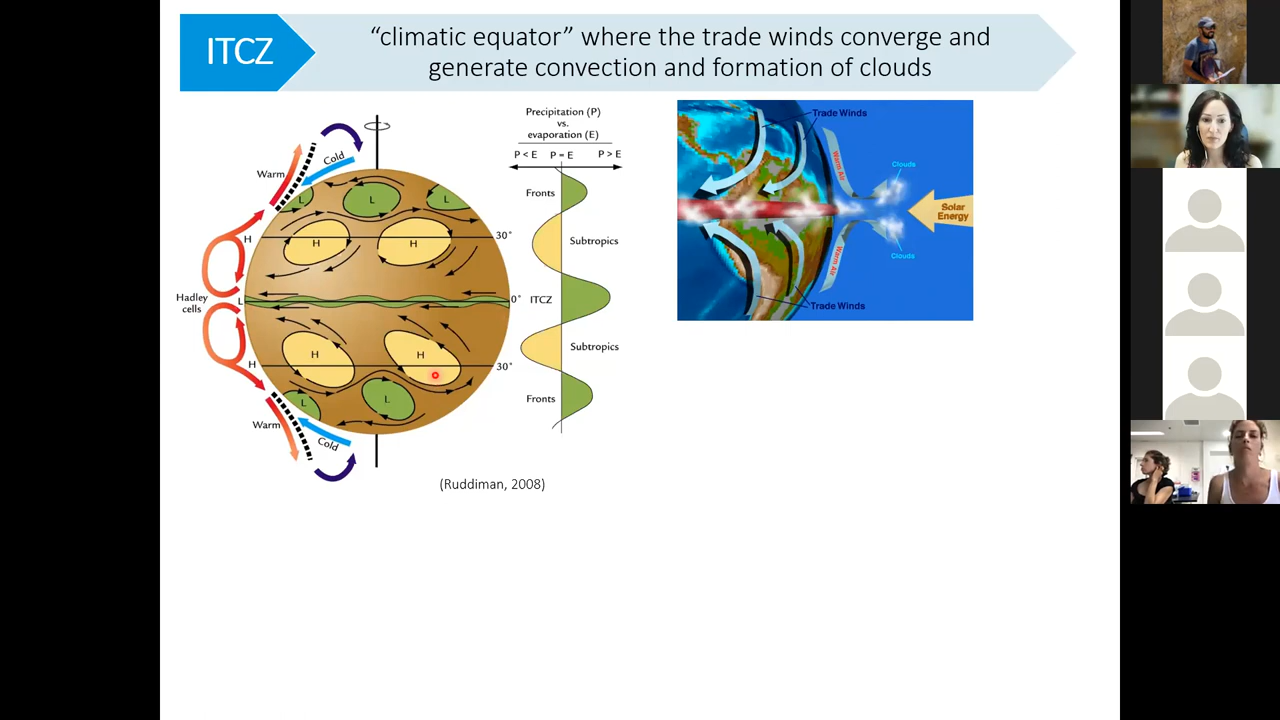 ITCZ
“climatic equator” where the trade winds converge and
generate convection and formation of clouds
Precipitation (P)
vs.
evaporation (E)
P < E P = E P > E
Fronts
Subtropics
ITCZ
Subtropics
Fronts
Cold
Warm
L
L
L
H
30°
H
H
Hadley
cells
L
0°
H
H
H
30°
L
L
Warm
Cold
(Ruddiman, 2008)
Trade Winds
Warm Air
Clouds
Solar
Energy
Clouds
Warm Air
Trade Winds